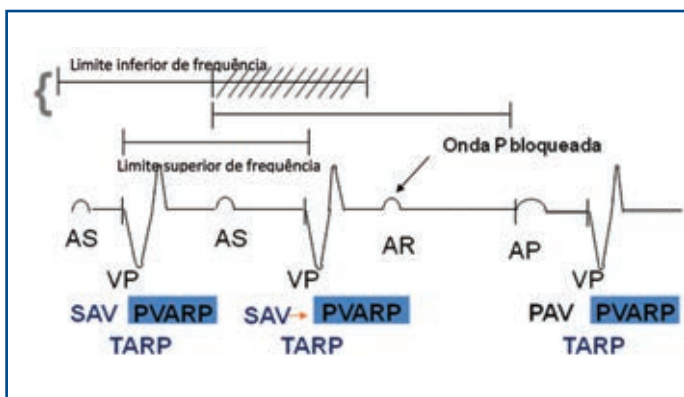 Limite inferior de frequência
Limite superior de frequência
Onda P bloqueada
AS AS AR AP
VP VP VP
SAV PVARP SAV PVARP PAV PVARP
TARP TARP TARP